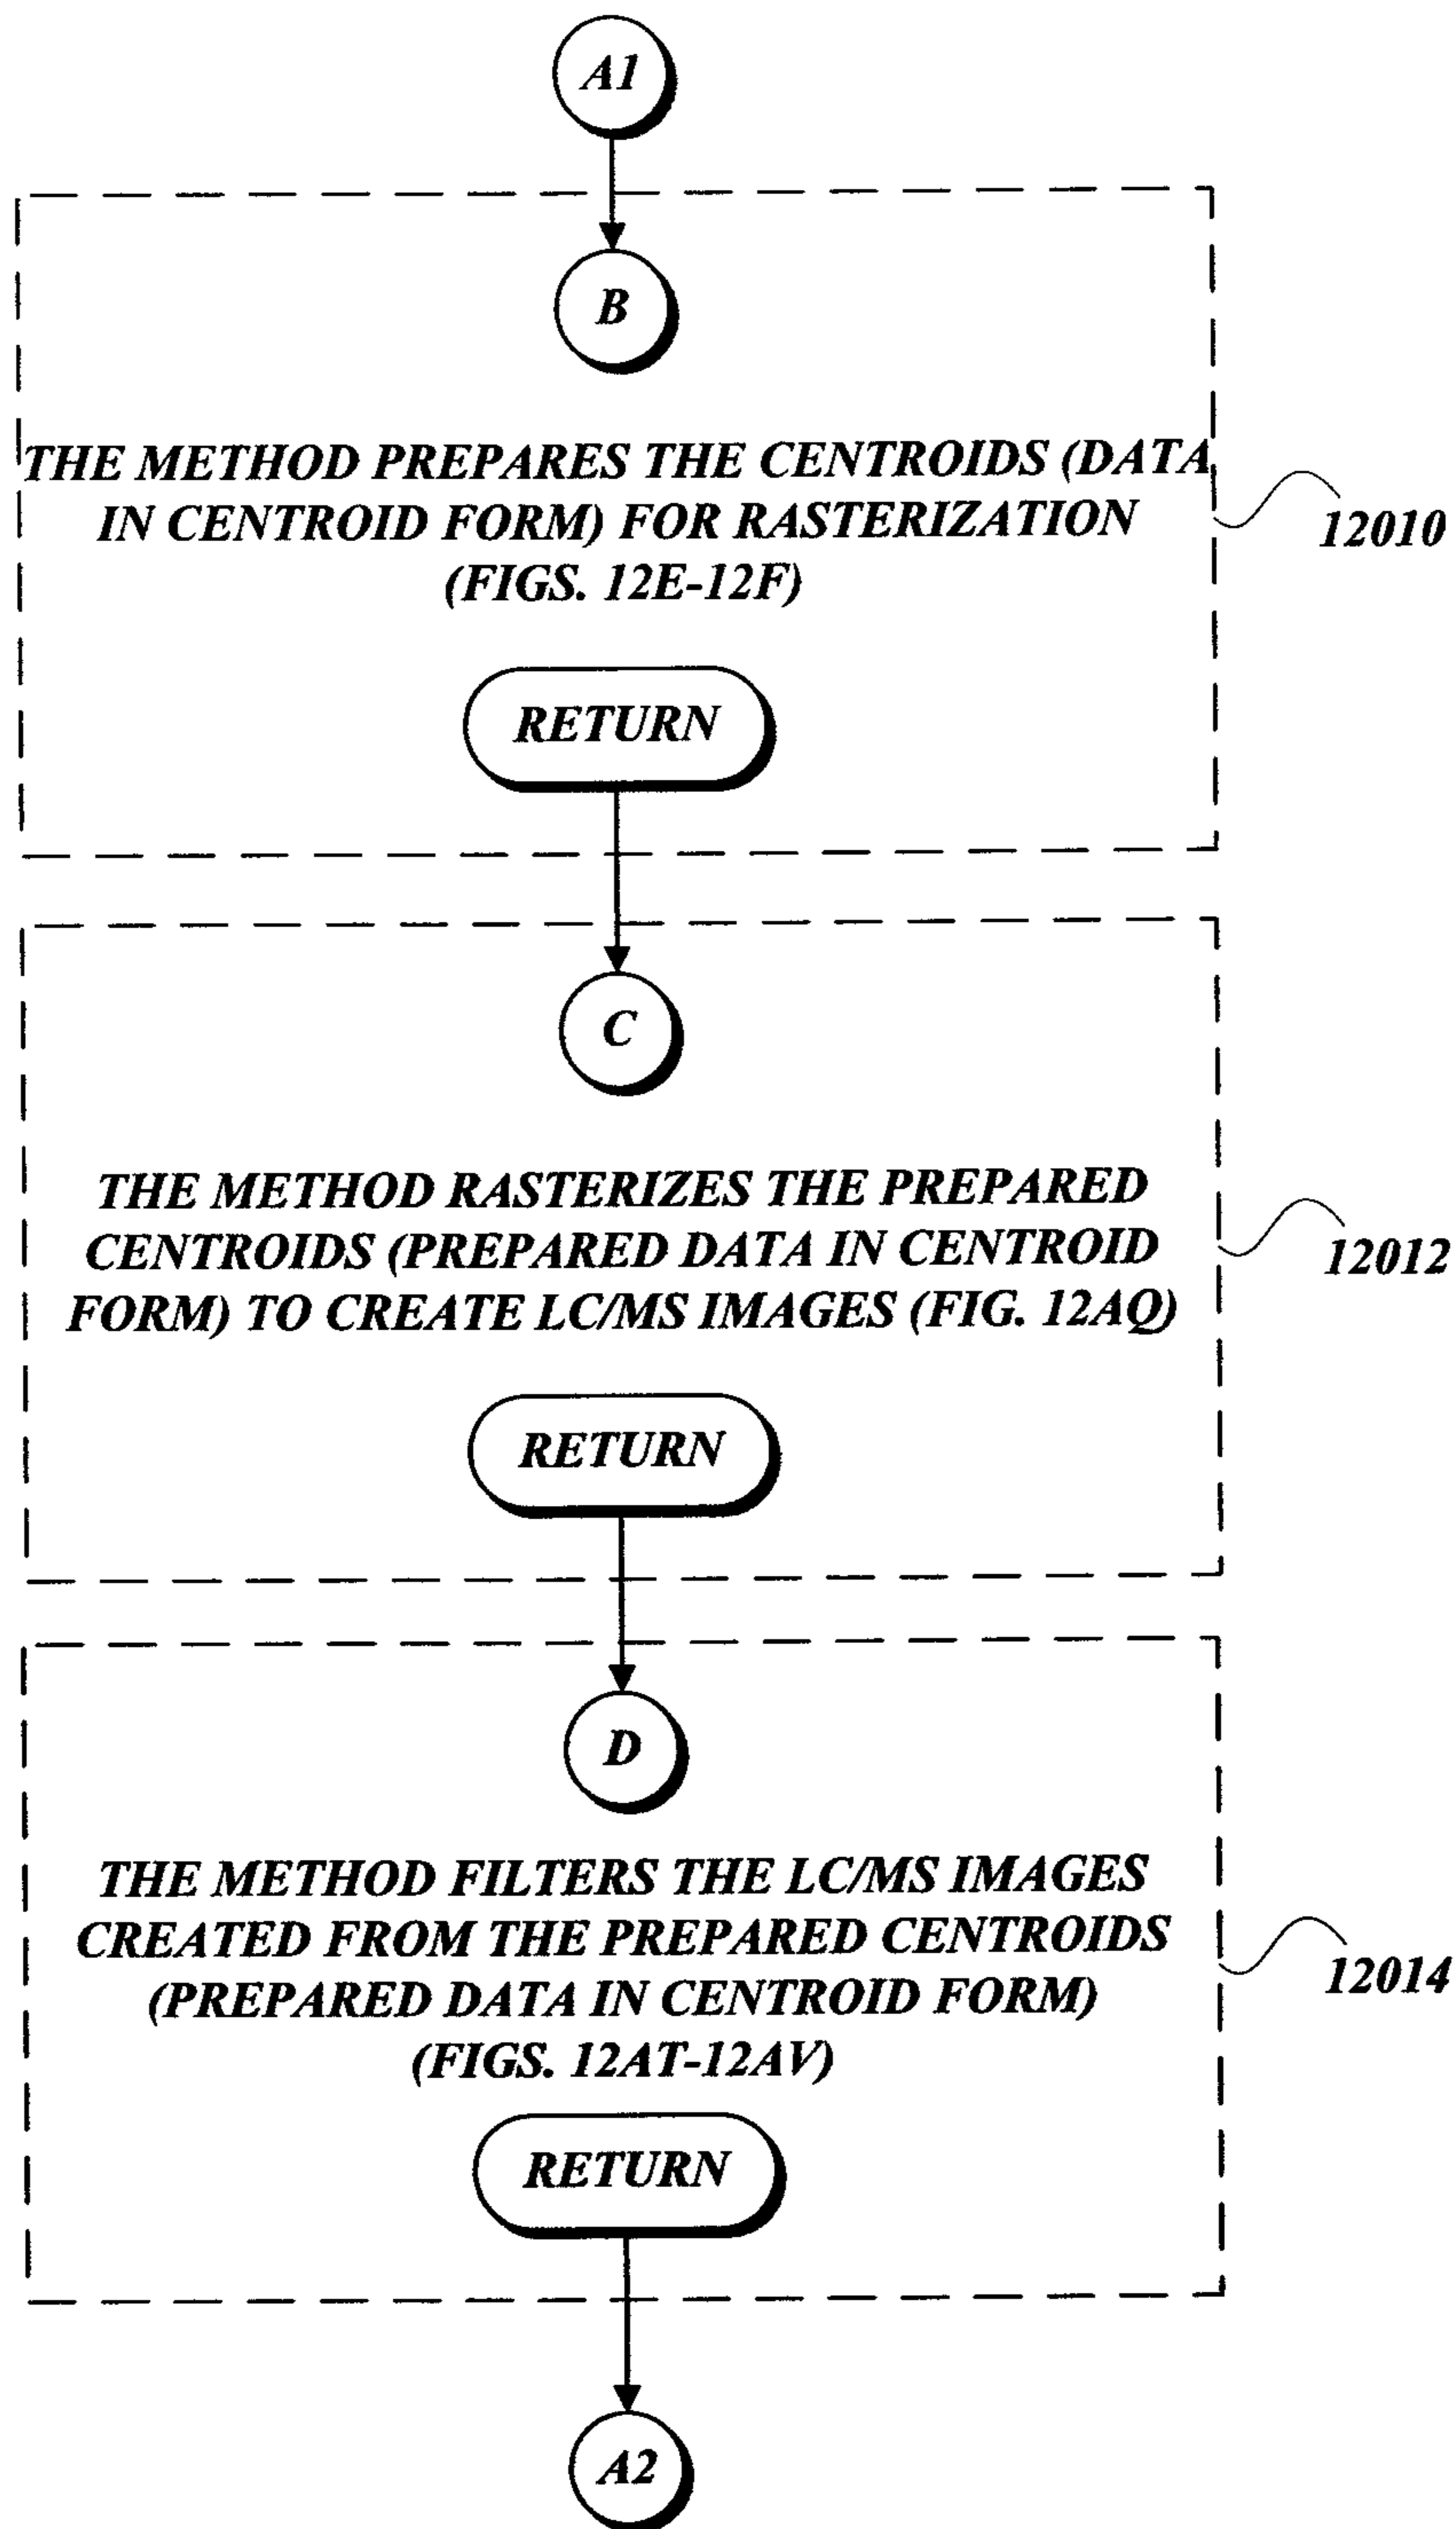 A1
B
THE METHOD PREPARES THE CENTROIDS (DATA
IN CENTROID FORM) FOR RASTERIZATION
(FIGS. 12E-12F)
12010
RETURN
C
THE METHOD RASTERIZES THE PREPARED
CENTROIDS (PREPARED DATA IN CENTROID
FORM) TO CREATE LC/MS IMAGES (FIG. 12AQ)
12012
RETURN
D
THE METHOD FILTERS THE LC/MS IMAGES
CREATED FROM THE PREPARED CENTROIDS
(PREPARED DATA IN CENTROID FORM)
(FIGS. 12AT-12AV)
12014
RETURN
A2